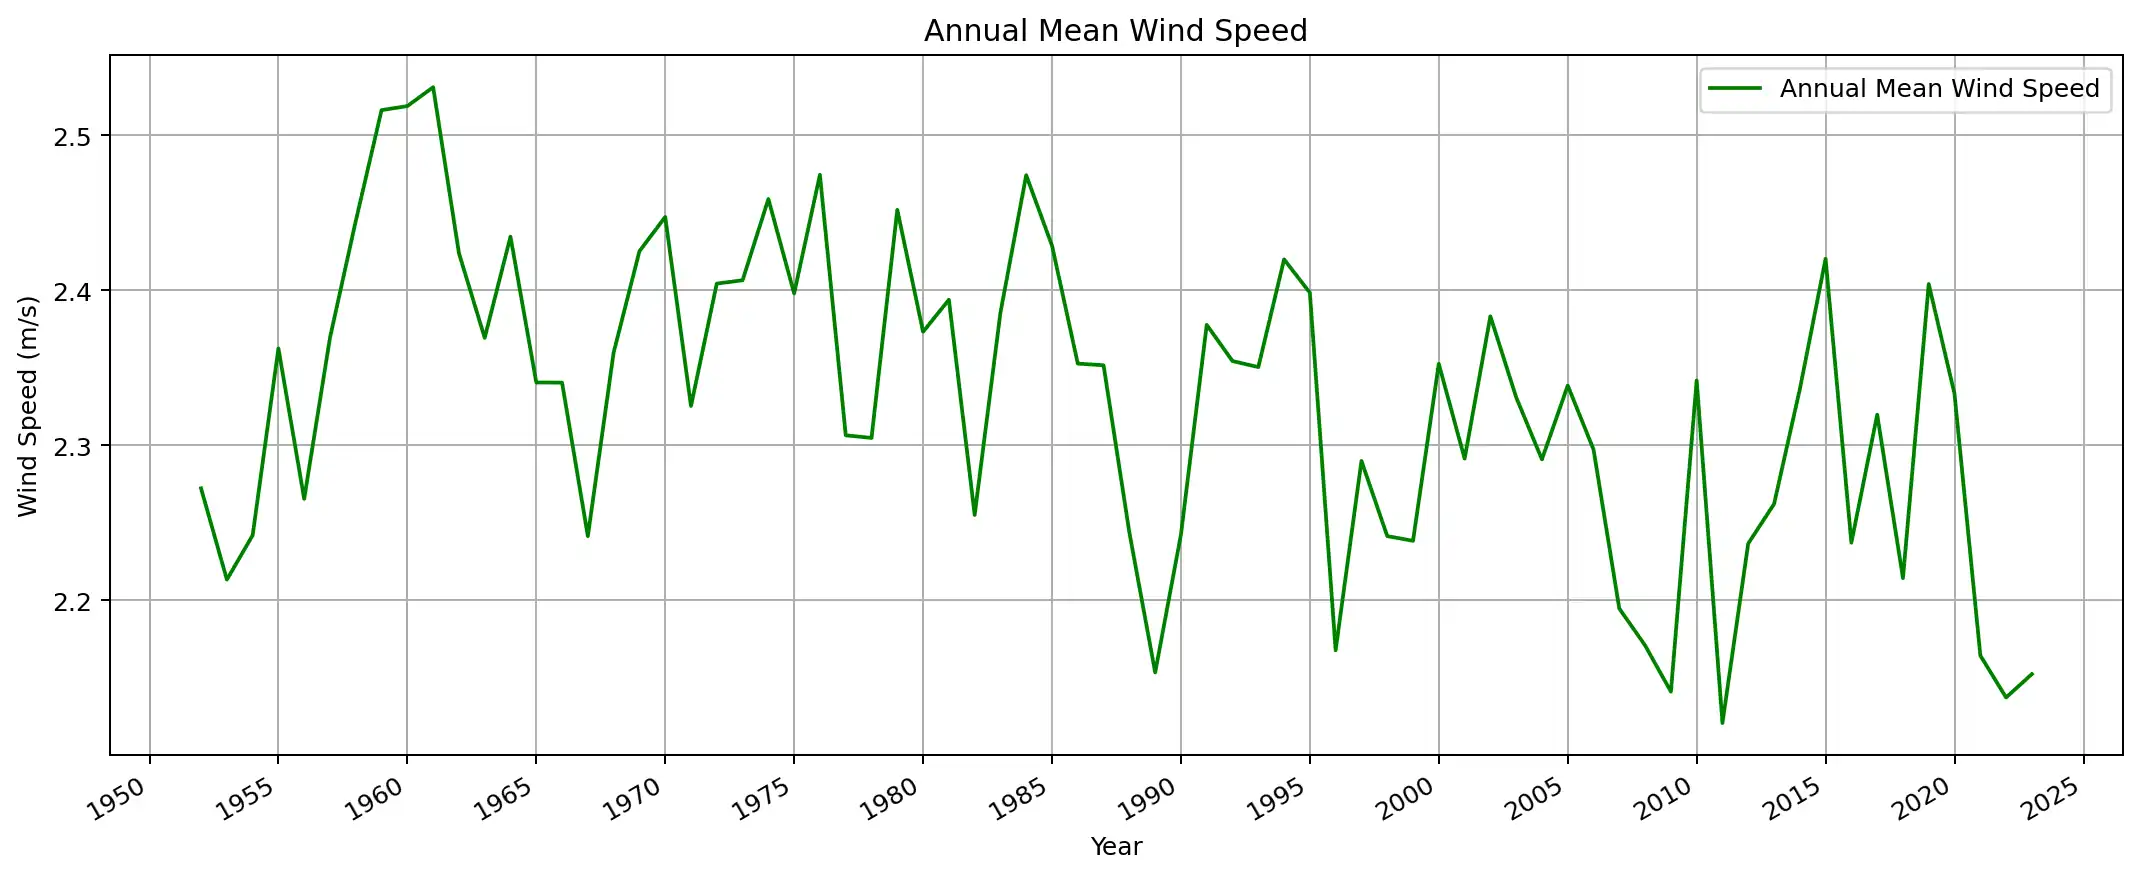 Annual Mean Wind Speed
Annual Mean Wind Speed
Wind Speed (m/s)
2.5
2.4
2.3
2.2
1950 1955 1960 1965 1970 1975 1980 1985 1990 1995 2000 2005 2010 2015 2020 2025
Year